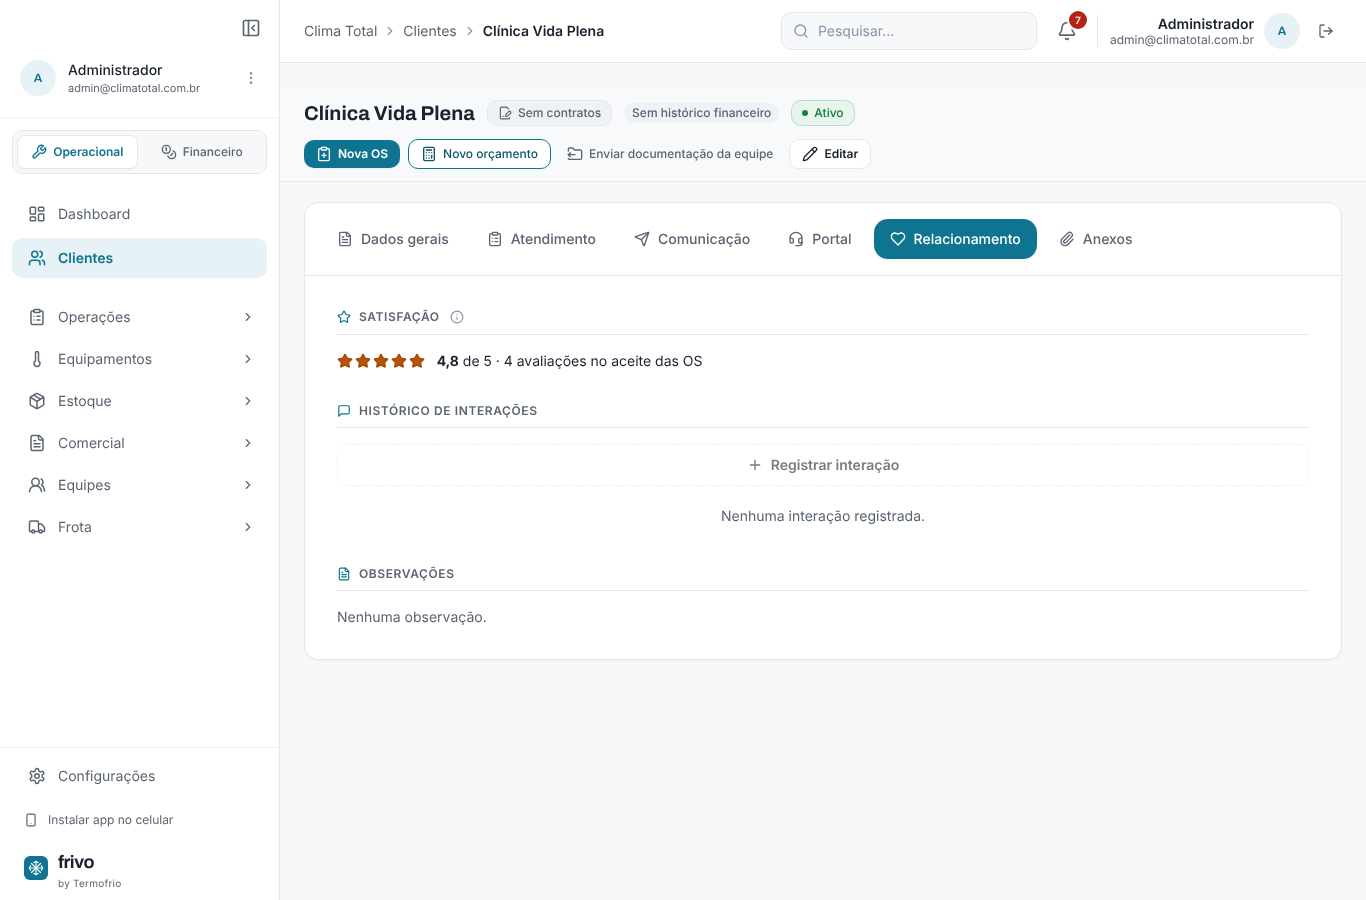 A
Administrador
admin@climatotal.com.br
Operacional
Financeiro
Dashboard
Clientes
Operações
Equipamentos
Estoque
Comercial
Equipes
Frota
Configurações
Instalar app no celular
frivo
by Termofrio
Clima Total
Clientes
Clínica Vida Plena
Pesquisar...
7
Administrador
admin@climatotal.com.br
A
Clínica Vida Plena
Sem contratos
Sem histórico financeiro
Ativo
Nova OS
Novo orçamento
Enviar documentação da equipe
Editar
Dados gerais
Atendimento
Comunicação
Portal
Relacionamento
Anexos
SATISFAÇÃO
4,8 de 5 · 4 avaliações no aceite das OS
HISTÓRICO DE INTERAÇÕES
Registrar interação
Nenhuma interação registrada.
OBSERVAÇÕES
Nenhuma observação.